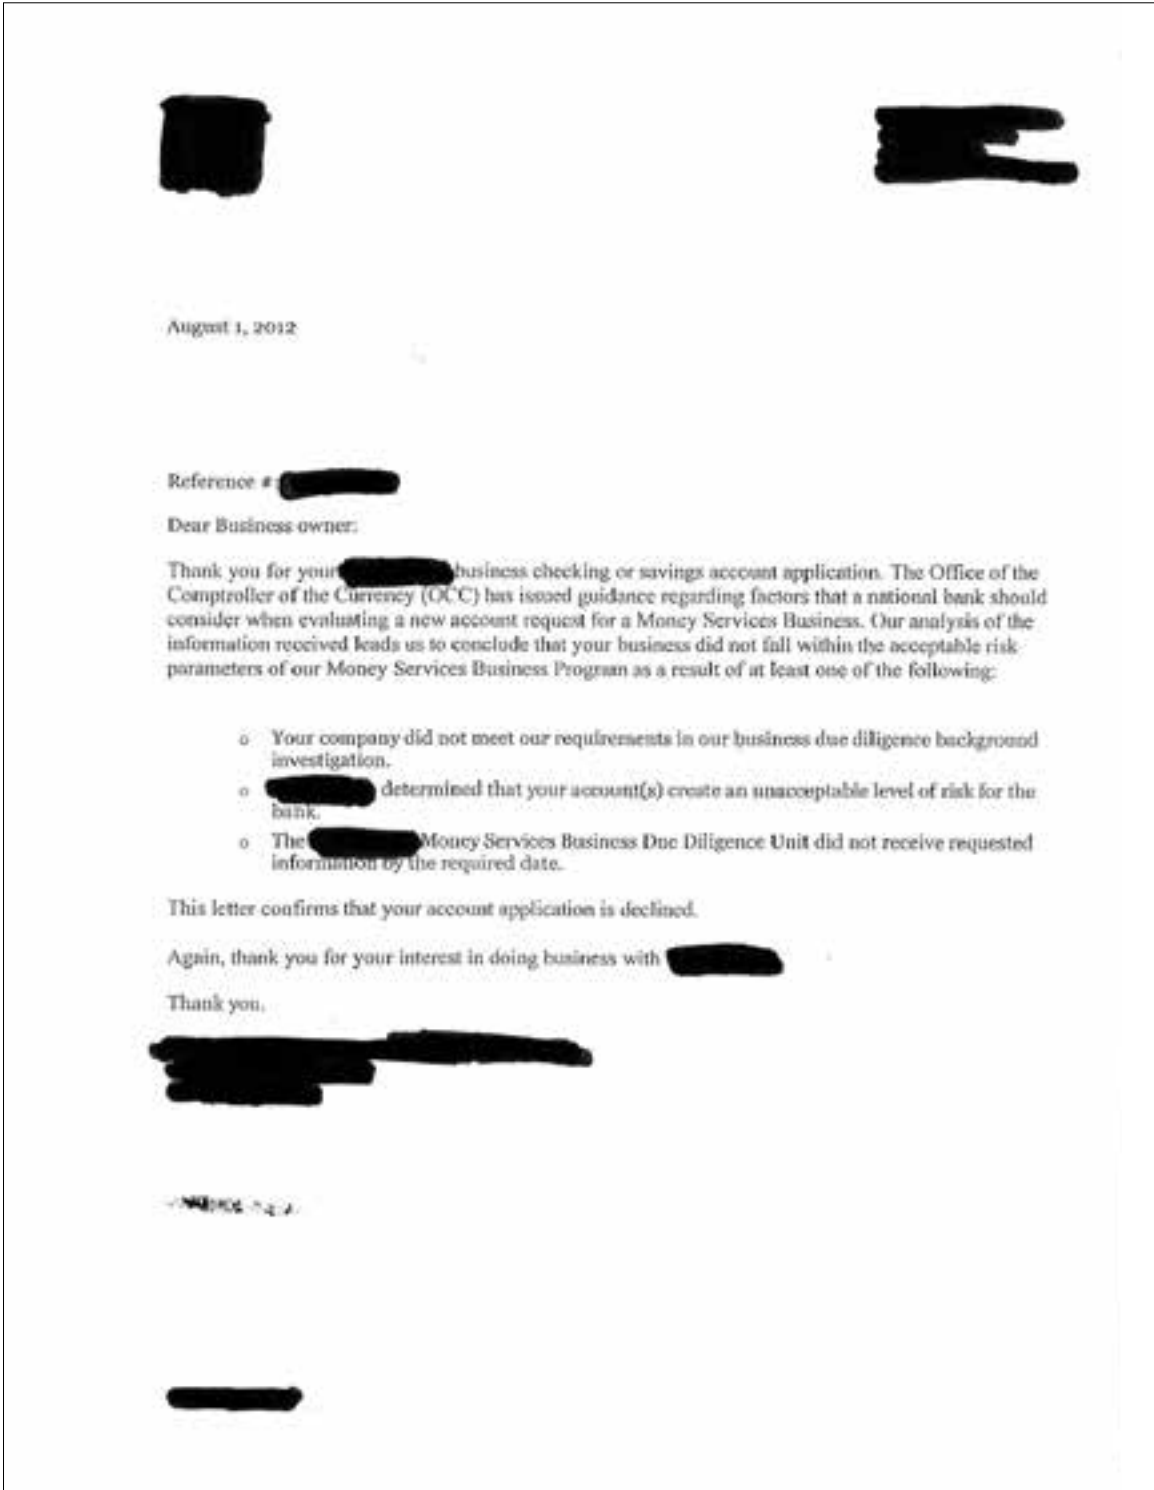 August 1, 2012
Reference #:
Dear Business owner:
Thank you for your business checking or savings account application. The Office of the
Comptroller of the Currency (OCC) has issued guidance regarding factors that a national bank should
consider when evaluating a new account request for a Money Services Business. Our analysis of the
information received leads us to conclude that your business did not fall within the acceptable risk
parameters of our Money Services Business Program as a result of at least one of the following:
o Your company did not meet our requirements in our business due diligence background
investigation.
o determined that your account(s) create an unacceptable level of risk for the
bank.
o The Money Services Business Due Diligence Unit did not receive requested
information by the required date.
This letter confirms that your account application is declined.
Again, thank you for your interest in doing business with
Thank you,